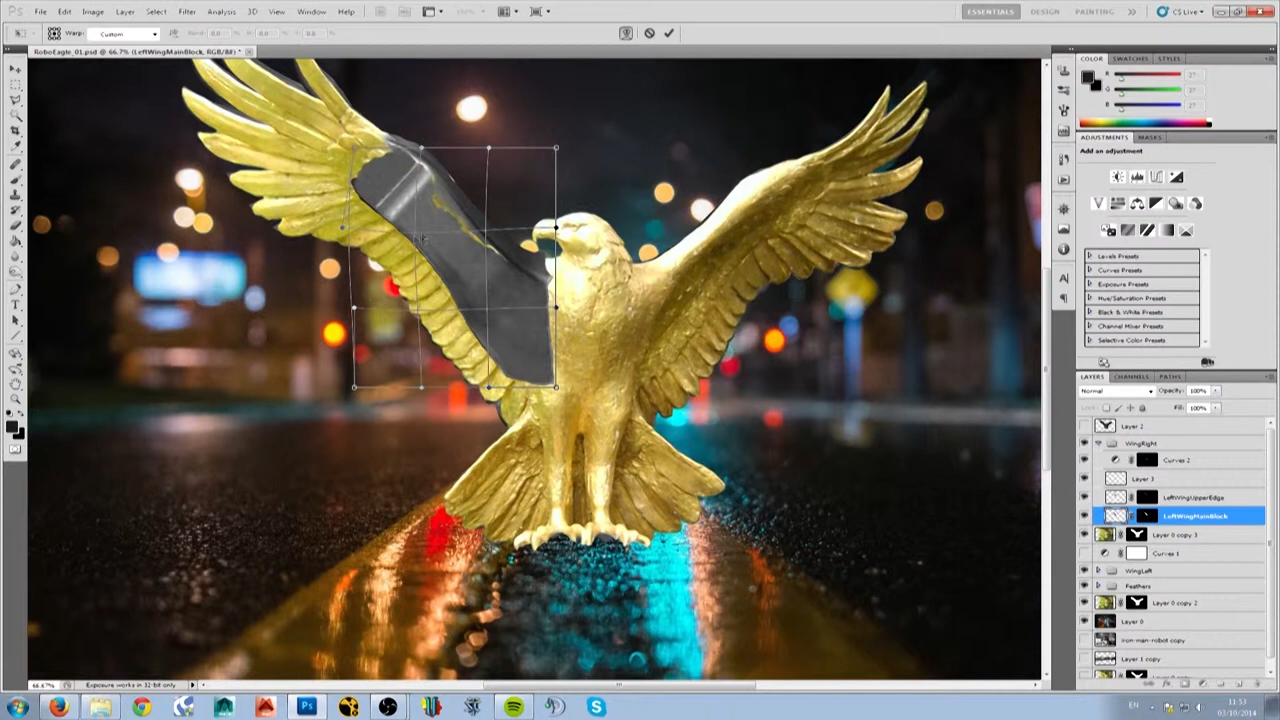 Ps File Edit Image Layer Select Filter Analysis 3D View Window Help
ESSENTIALS DESIGN PAINTING CS Live
Warp: Custom
RoboEagle_01.psd @ 66.7% (LeftWingMainBlock, RGB/8#) *
COLOR SWATCHES STYLES
R 27
G 27
B 27
ADJUSTMENTS MASKS
Add an adjustment
Levels Presets
Curves Presets
Exposure Presets
Hue/Saturation Presets
Black & White Presets
Channel Mixer Presets
Selective Color Presets
LAYERS CHANNELS PATHS
Normal Opacity: 100%
Lock: Fill: 100%
Layer 2
WingRight
Curves 2
Layer 3
LeftWingUpperEdge
LeftWingMainBlock
Layer 0 copy 3
Curves 1
WingLeft
Feathers
Layer 0 copy 2
Layer 0
Iron-man-robot copy
Layer 1 copy
66.67% Exposure works in 32-bit only
EN 11:53
03/10/2014